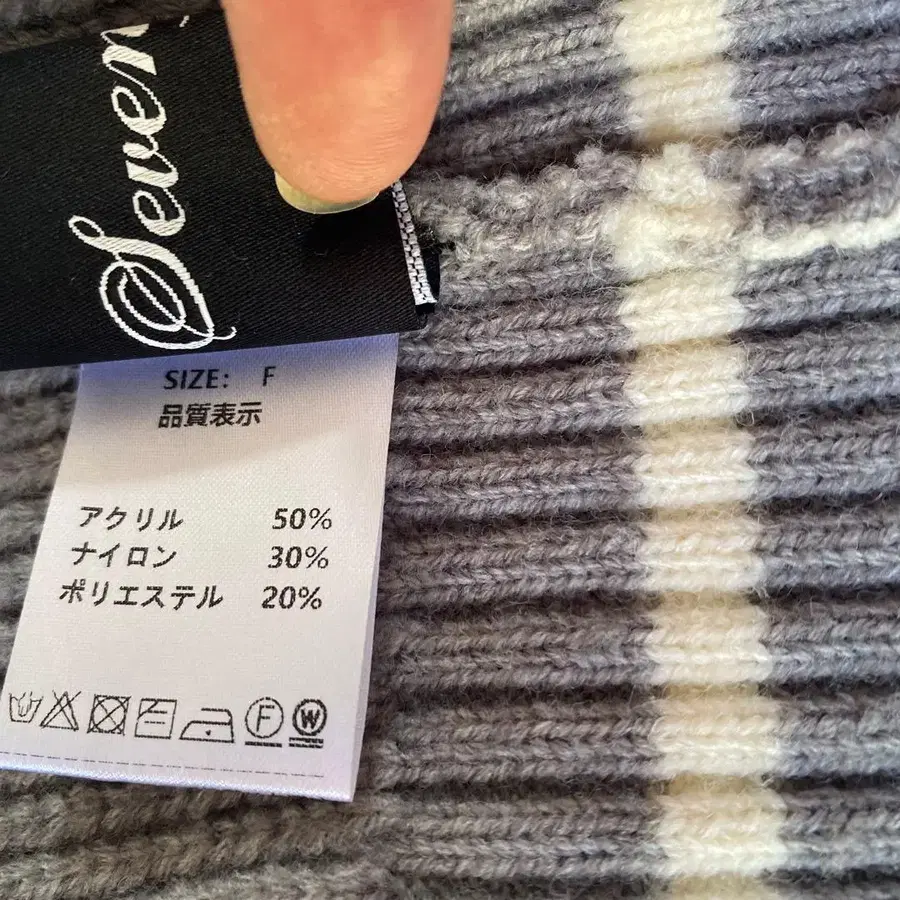 Seven
SIZE: F
品質表示
アクリル 50%
ナイロン 30%
ポリエステル 20%
F W